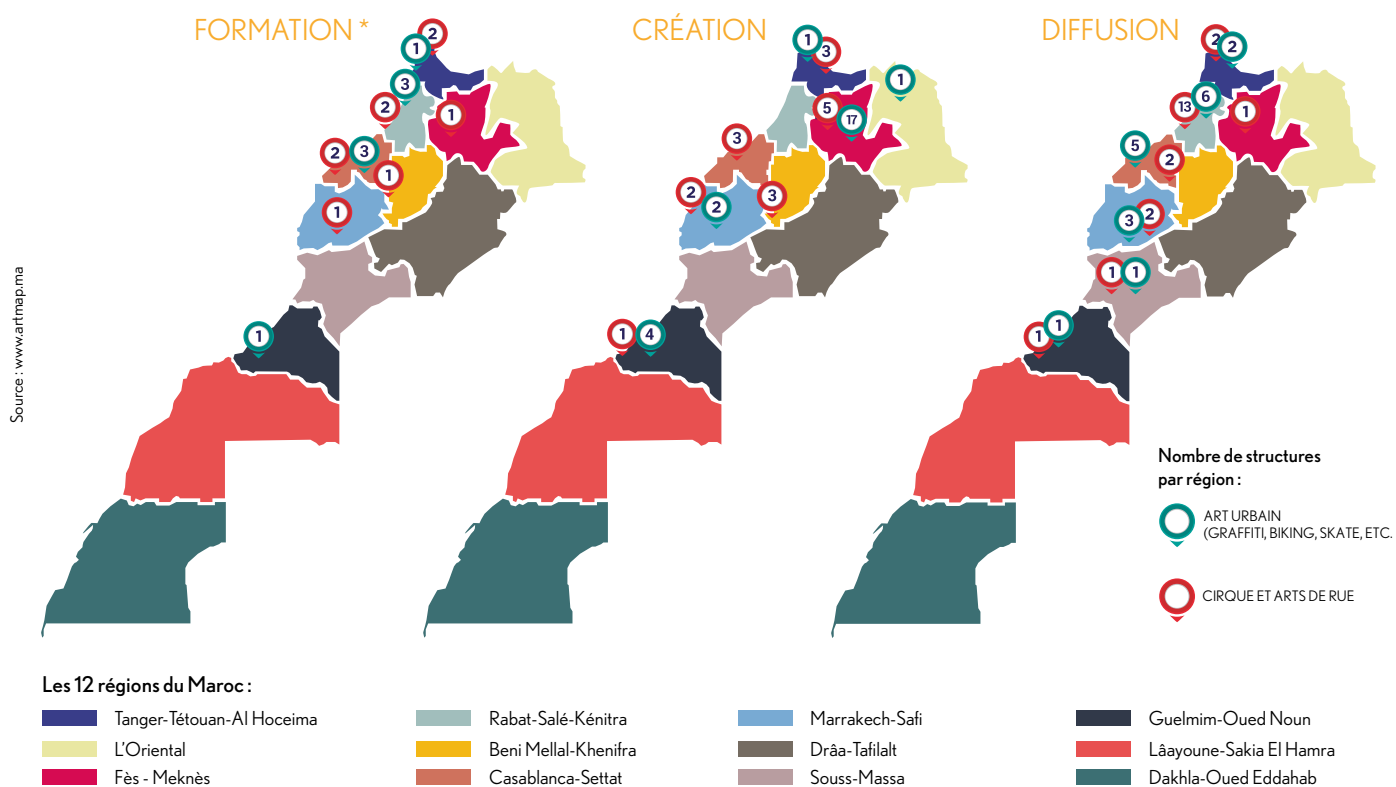 FORMATION *
2
1
3
2
1
2
3
1
1
1
CRÉATION
1
3
1
5
17
3
2
2
3
1
4
DIFFUSION
2
2
6
13
1
5
2
3
2
1
1
1
1
Source : www.artmap.ma
Nombre de structures
par région :
ART URBAIN
(GRAFFITI, BIKING, SKATE, ETC.
CIRQUE ET ARTS DE RUE
Les 12 régions du Maroc :
Tanger-Tétouan-Al Hoceima
L'Oriental
Fès - Meknès
Rabat-Salé-Kénitra
Beni Mellal-Khenifra
Casablanca-Settat
Marrakech-Safi
Drâa-Tafilalt
Souss-Massa
Guelmim-Oued Noun
Lâayoune-Sakia El Hamra
Dakhla-Oued Eddahab